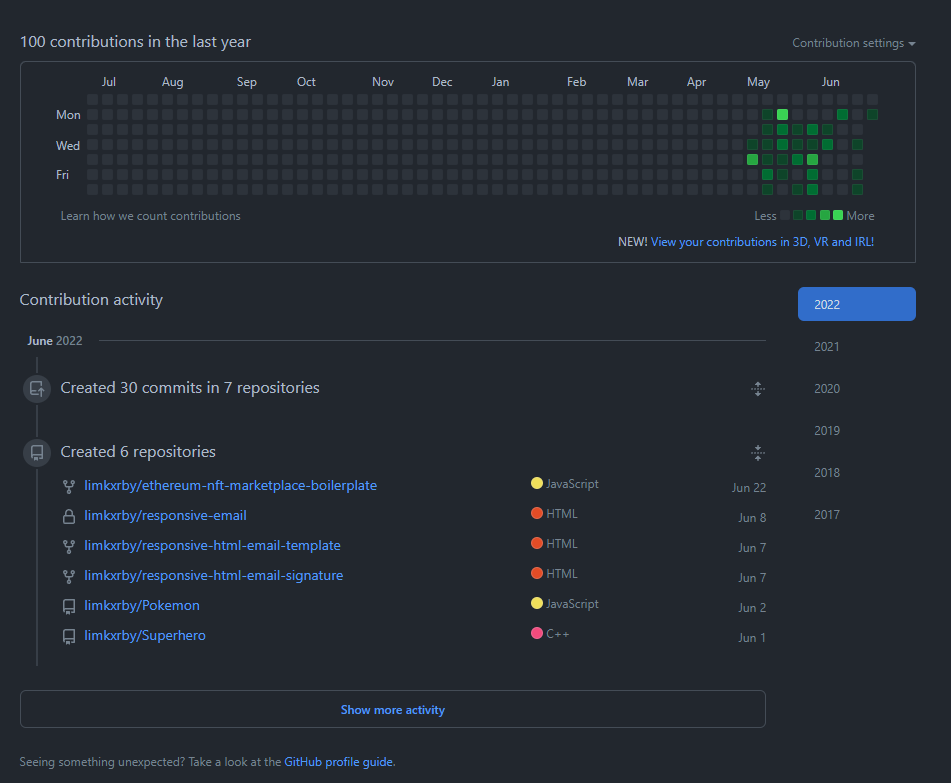 100 contributions in the last year
Contribution settings
Jul Aug Sep Oct Nov Dec Jan Feb Mar Apr May Jun
Mon
Wed
Fri
Learn how we count contributions
Less More
NEW! View your contributions in 3D, VR and IRL!
Contribution activity
2022
2021
2020
2019
2018
2017
June 2022
Created 30 commits in 7 repositories
Created 6 repositories
limkxrby/ethereum-nft-marketplace-boilerplate JavaScript Jun 22
limkxrby/responsive-email HTML Jun 8
limkxrby/responsive-html-email-template HTML Jun 7
limkxrby/responsive-html-email-signature HTML Jun 7
limkxrby/Pokemon JavaScript Jun 2
limkxrby/Superhero C++ Jun 1
Show more activity
Seeing something unexpected? Take a look at the GitHub profile guide.